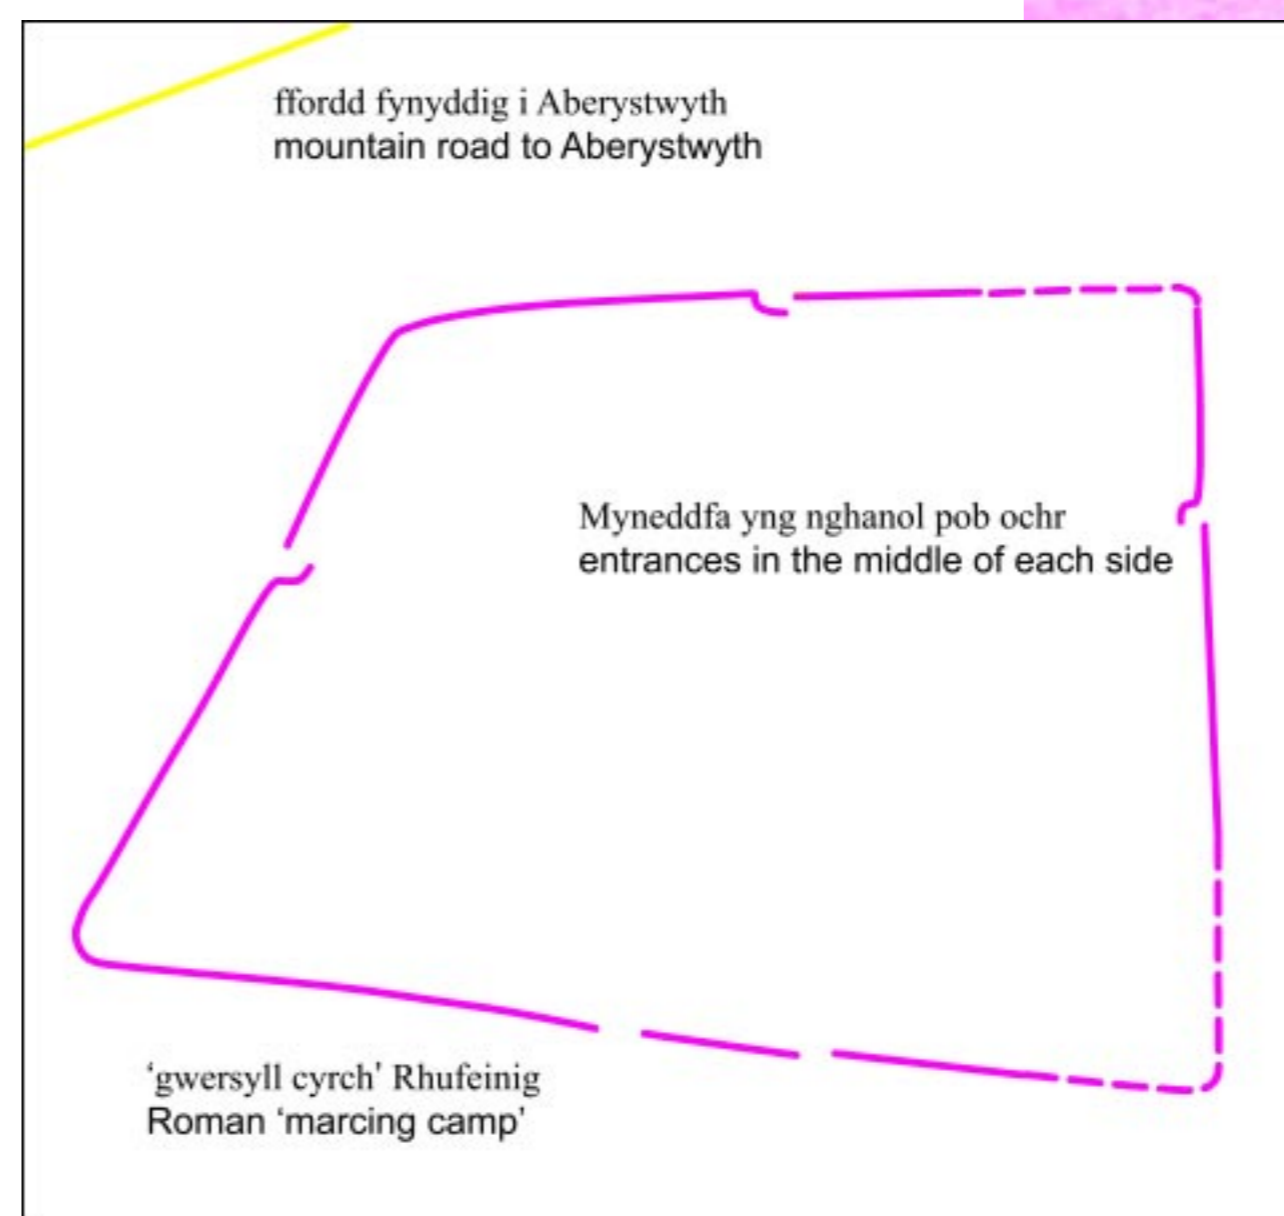 ffordd fynyddig i Aberystwyth
mountain road to Aberystwyth
Myneddfa yng nghanol pob ochr
entrances in the middle of each side
‘gwersyll cyrch’ Rhufeinig
Roman ‘marcing camp’